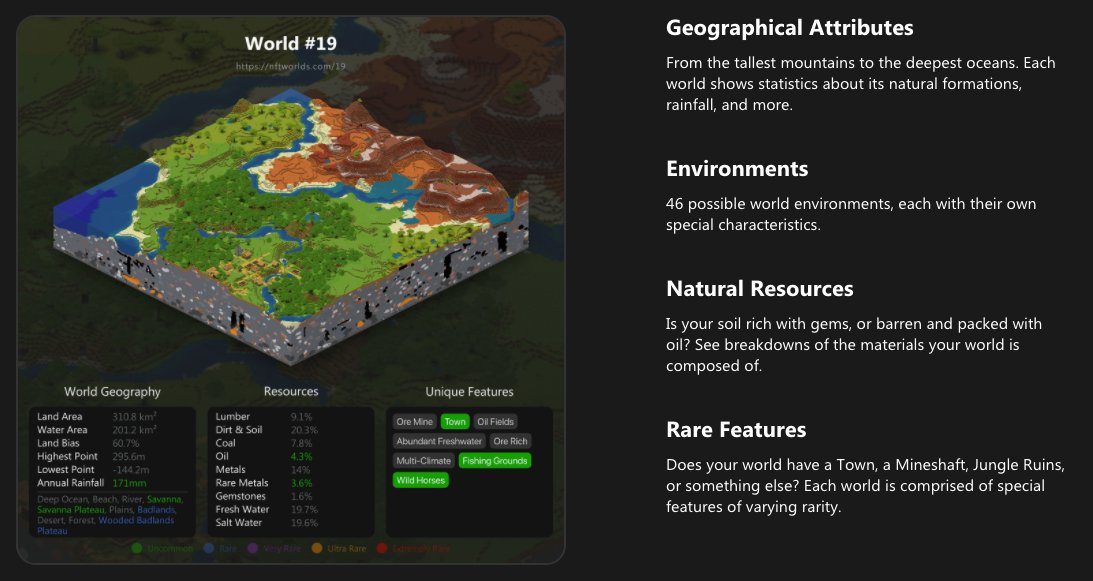 World #19
https://nftworlds.com/19
World Geography
Land Area 310.8 km²
Water Area 201.2 km²
Land Bias 60.7%
Highest Point 295.6m
Lowest Point -144.2m
Annual Rainfall 171mm
Deep Ocean, Beach, River, Savanna,
Savanna Plateau, Plains, Badlands,
Desert, Forest, Wooded Badlands
Plateau
Resources
Lumber 9.1%
Dirt & Soil 20.3%
Coal 7.8%
Oil 4.3%
Metals 14%
Rare Metals 3.6%
Gemstones 1.6%
Fresh Water 19.7%
Salt Water 19.6%
Unique Features
Ore Mine Town Oil Fields
Abundant Freshwater Ore Rich
Multi-Climate Fishing Grounds
Wild Horses
Uncommon Rare Very Rare Ultra Rare Extremely Rare
Geographical Attributes
From the tallest mountains to the deepest oceans. Each
world shows statistics about its natural formations,
rainfall, and more.
Environments
46 possible world environments, each with their own
special characteristics.
Natural Resources
Is your soil rich with gems, or barren and packed with
oil? See breakdowns of the materials your world is
composed of.
Rare Features
Does your world have a Town, a Mineshaft, Jungle Ruins,
or something else? Each world is comprised of special
features of varying rarity.